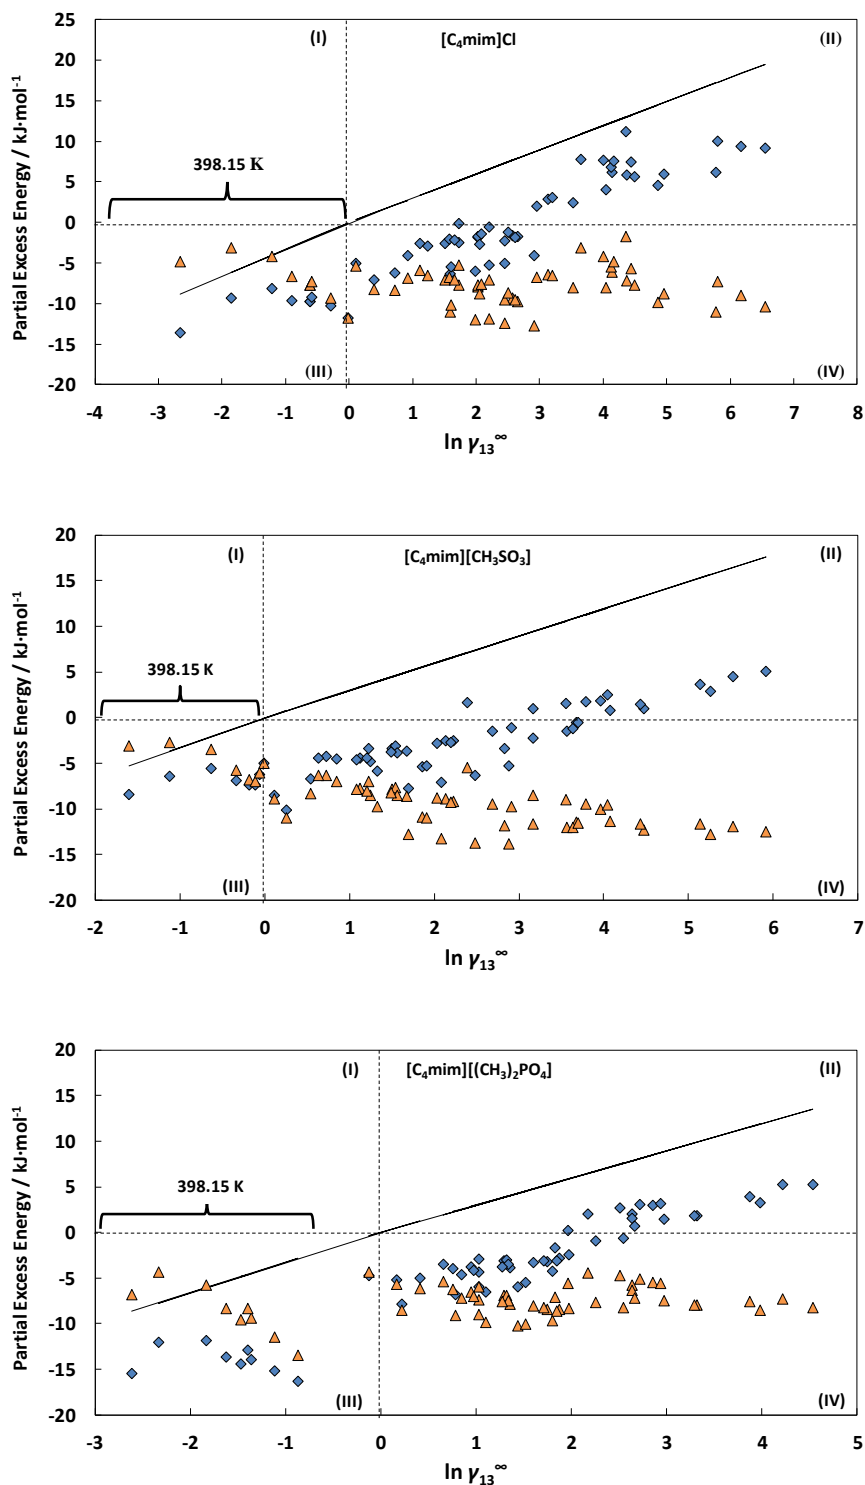 25
20
15
10
5
0
-5
-10
-15
-20
Partial Excess Energy / kJ·mol⁻¹
(I)
[C₄mim]Cl
(II)
398.15 K
(III)
(IV)
-4 -3 -2 -1 0 1 2 3 4 5 6 7 8
ln γ₁₃^∞
20
15
10
5
0
-5
-10
-15
-20
Partial Excess Energy / kJ·mol⁻¹
(I)
[C₄mim][CH₃SO₃]
(II)
398.15 K
(III)
(IV)
-2 -1 0 1 2 3 4 5 6 7
ln γ₁₃^∞
20
15
10
5
0
-5
-10
-15
-20
Partial Excess Energy / kJ·mol⁻¹
(I)
[C₄mim][(CH₃)₂PO₄]
(II)
398.15 K
(III)
(IV)
-3 -2 -1 0 1 2 3 4 5
ln γ₁₃^∞